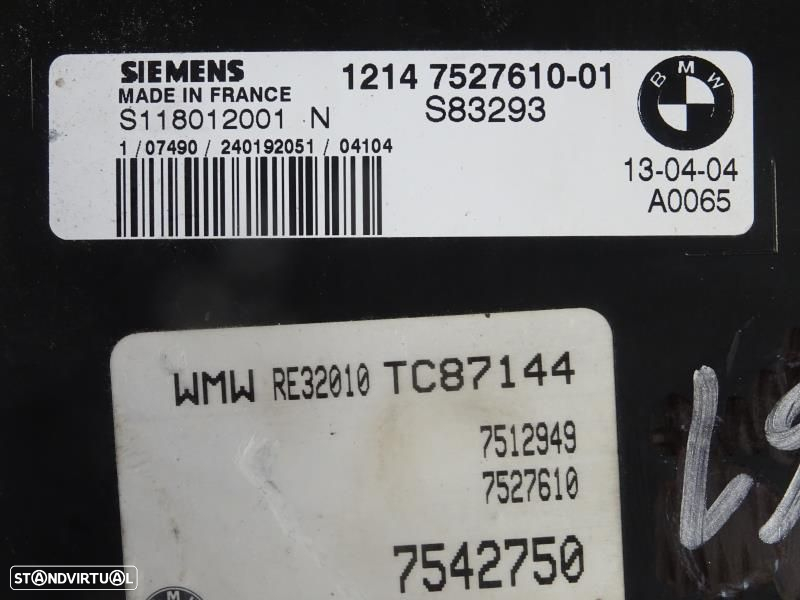 SIEMENS 1214 7527610-01
MADE IN FRANCE
S118012001 N S83293
BMW
1/07490/240192051/04104
13-04-04
A0065
WMW RE32010 TC87144
7512949
7527610
7542750
STANDVIRTUAL